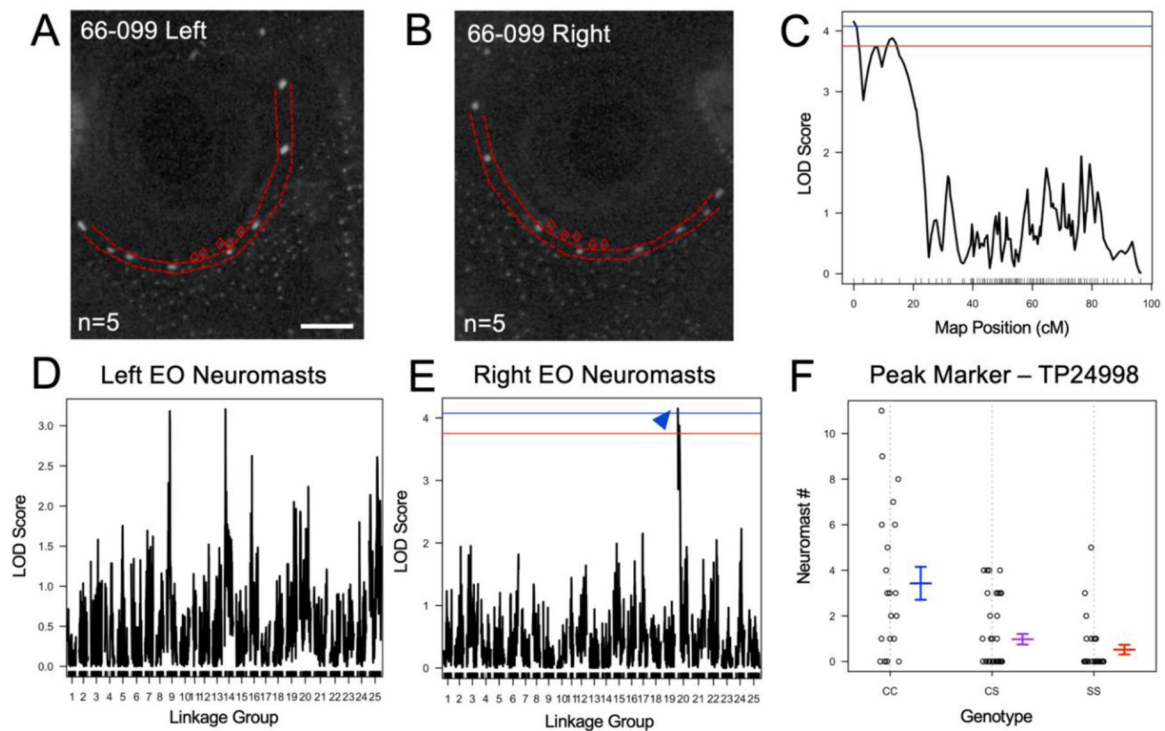 A
66-099 Left
n=5
B
66-099 Right
n=5
C
LOD Score
4
3
2
1
0
0 20 40 60 80 100
Map Position (cM)
D
Left EO Neuromasts
LOD Score
3.0
2.5
2.0
1.5
1.0
0.5
0.0
1 2 3 4 5 6 7 8 9 10 11 12 13 14 16 17 18 19 20 21 22 23 24 25
Linkage Group
E
Right EO Neuromasts
LOD Score
4
3
2
1
0
1 2 3 4 5 6 7 8 9 10 11 12 13 14 15 16 17 18 19 20 21 22 23 24 25
Linkage Group
F
Peak Marker – TP24998
Neuromast #
10
8
6
4
2
0
CC CS SS
Genotype